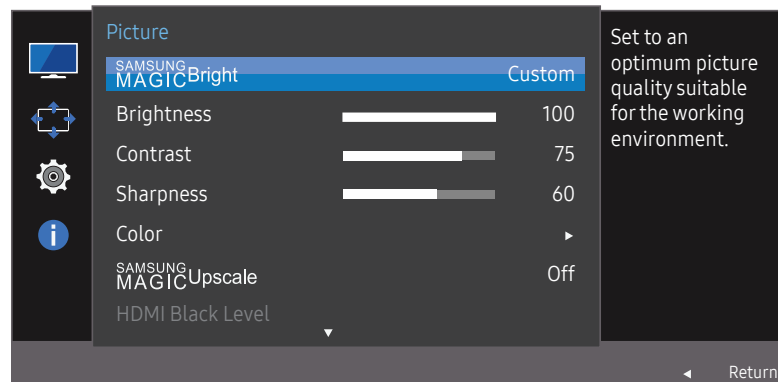 Picture
SAMSUNG
MAGICBright Custom
Brightness 100
Contrast 75
Sharpness 60
Color
SAMSUNG
MAGICUpscale Off
HDMI Black Level
Set to an
optimum picture
quality suitable
for the working
environment.
Return